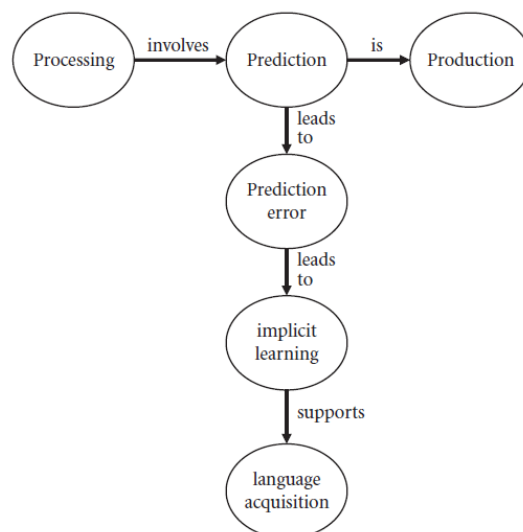 involves
is
Processing
Prediction
Production
leads
to
Prediction
error
leads
to
implicit
learning
supports
language
acquisition